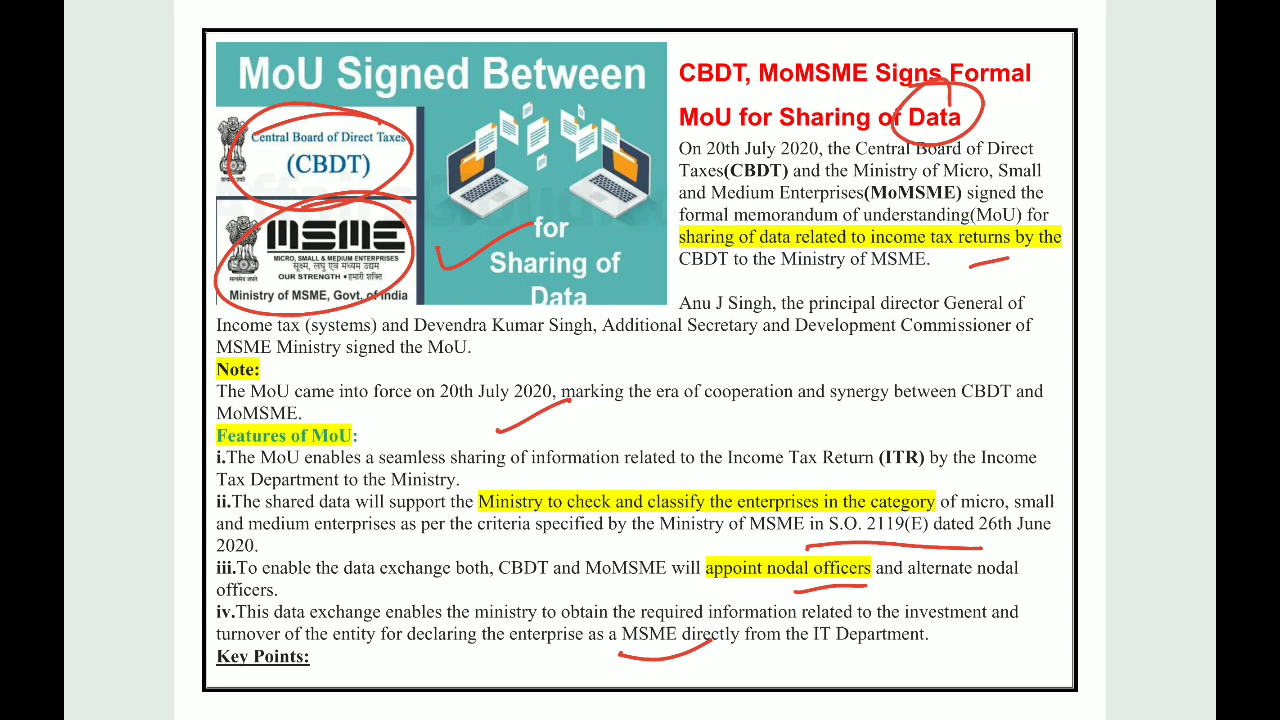 MoU Signed Between
Central Board of Direct Taxes
(CBDT)
सत्यमेव जयते
MSME
MICRO, SMALL & MEDIUM ENTERPRISES
सूक्ष्म, लघु एवं मध्यम उद्यम
OUR STRENGTH • हमारी शक्ति
सत्यमेव जयते
Ministry of MSME, Govt. of India
for
Sharing of
Data
CBDT, MoMSME Signs Formal
MoU for Sharing of Data
On 20th July 2020, the Central Board of Direct
Taxes(CBDT) and the Ministry of Micro, Small
and Medium Enterprises(MoMSME) signed the
formal memorandum of understanding(MoU) for
sharing of data related to income tax returns by the
CBDT to the Ministry of MSME.
Anu J Singh, the principal director General of
Income tax (systems) and Devendra Kumar Singh, Additional Secretary and Development Commissioner of
MSME Ministry signed the MoU.
Note:
The MoU came into force on 20th July 2020, marking the era of cooperation and synergy between CBDT and
MoMSME.
Features of MoU:
i.The MoU enables a seamless sharing of information related to the Income Tax Return (ITR) by the Income
Tax Department to the Ministry.
ii.The shared data will support the Ministry to check and classify the enterprises in the category of micro, small
and medium enterprises as per the criteria specified by the Ministry of MSME in S.O. 2119(E) dated 26th June
2020.
iii.To enable the data exchange both, CBDT and MoMSME will appoint nodal officers and alternate nodal
officers.
iv.This data exchange enables the ministry to obtain the required information related to the investment and
turnover of the entity for declaring the enterprise as a MSME directly from the IT Department.
Key Points: